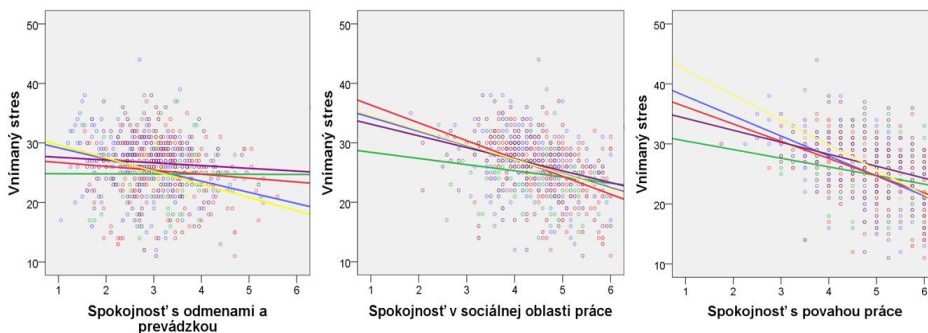 Vnímaný stres
50
40
30
20
10
1 2 3 4 5 6
Spokojnosť s odmenami a
prevádzkou
Vnímaný stres
50
40
30
20
10
1 2 3 4 5 6
Spokojnosť v sociálnej oblasti práce
Vnímaný stres
50
40
30
20
10
1 2 3 4 5 6
Spokojnosť s povahou práce